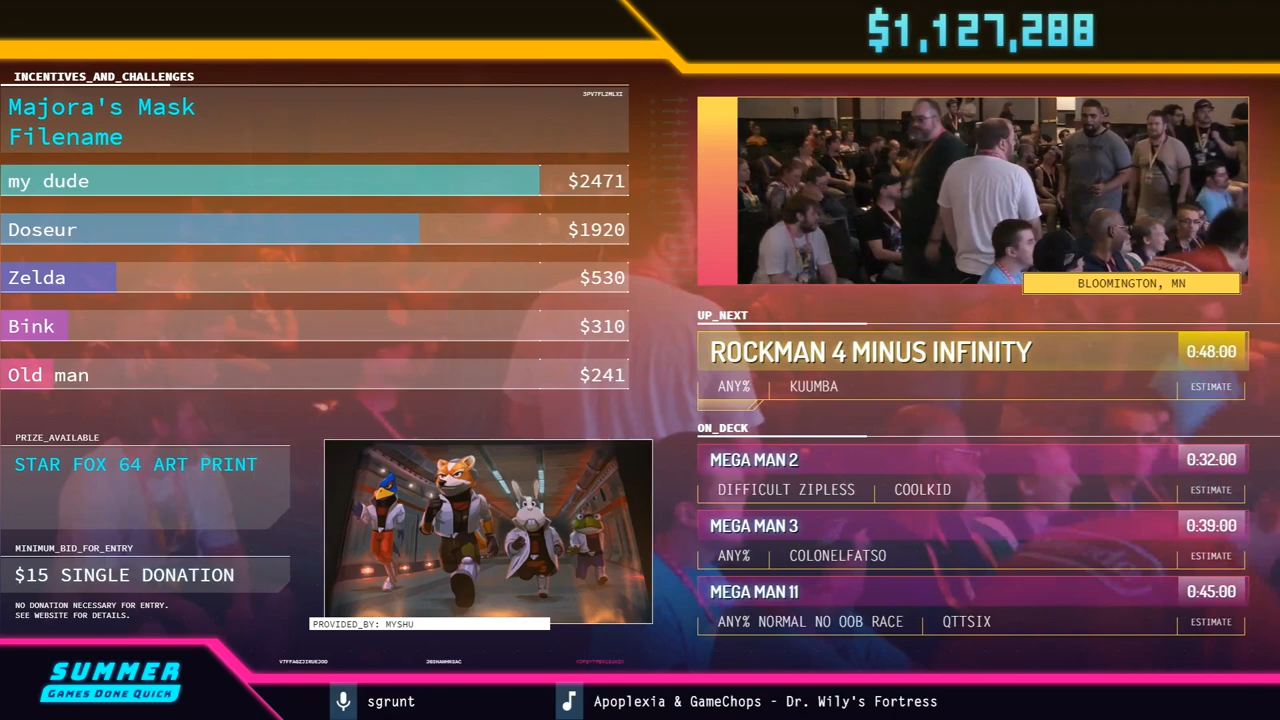 $1,127,288
INCENTIVES_AND_CHALLENGES
Majora's Mask
Filename
my dude $2471
Doseur $1920
Zelda $530
Bink $310
Old man $241
PRIZE_AVAILABLE
STAR FOX 64 ART PRINT
MINIMUM_BID_FOR_ENTRY
$15 SINGLE DONATION
NO DONATION NECESSARY FOR ENTRY.
SEE WEBSITE FOR DETAILS.
PROVIDED_BY: MYSHU
BLOOMINGTON, MN
UP_NEXT
ROCKMAN 4 MINUS INFINITY 0:48:00
ANY% KUUMBA ESTIMATE
ON_DECK
MEGA MAN 2 0:32:00
DIFFICULT ZIPLESS COOLKID ESTIMATE
MEGA MAN 3 0:39:00
ANY% COLONELFATSO ESTIMATE
MEGA MAN 11 0:45:00
ANY% NORMAL NO OOB RACE QTTSIX ESTIMATE
SUMMER
GAMES DONE QUICK
sgrunt
Apoplexia & GameChops - Dr. Wily's Fortress